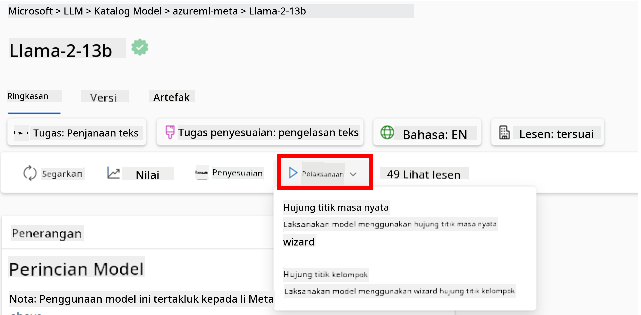 Microsoft > LLM > Katalog Model > azureml-meta > Llama-2-13b
Llama-2-13b
Ringkasan Versi Artefak
Tugas: Penjanaan teks Tugas penyesuaian: pengelasan teks Bahasa: EN Lesen: tersuai
Segarkan Nilai Penyesuaian Pelaksanaan 49 Lihat lesen
Hujung titik masa nyata
Laksanakan model menggunakan hujung titik masa nyata
wizard
Hujung titik kelompok
Laksanakan model menggunakan wizard hujung titik kelompok
Penerangan
Perincian Model
Nota: Penggunaan model ini tertakluk kepada li Meta